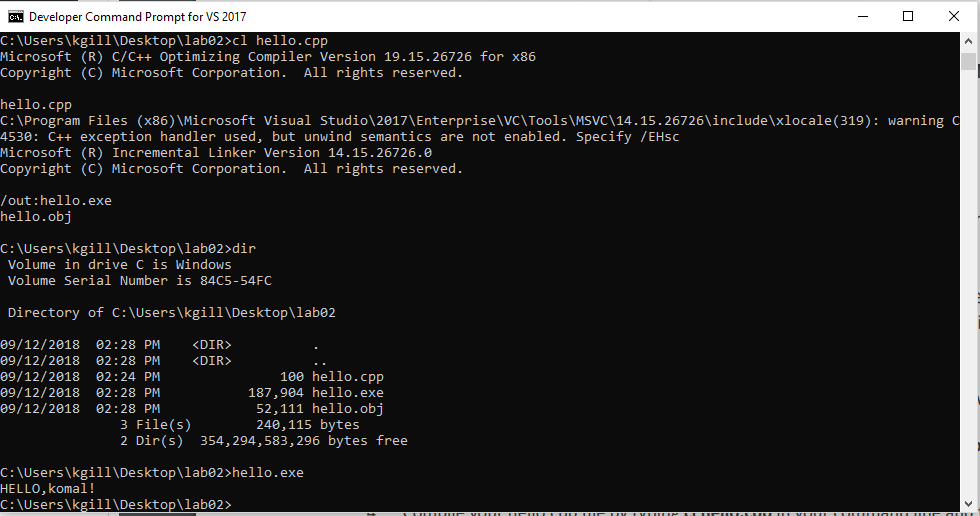 Developer Command Prompt for VS 2017
C:\Users\kgill\Desktop\lab02>cl hello.cpp
Microsoft (R) C/C++ Optimizing Compiler Version 19.15.26726 for x86
Copyright (C) Microsoft Corporation.  All rights reserved.
hello.cpp
C:\Program Files (x86)\Microsoft Visual Studio\2017\Enterprise\VC\Tools\MSVC\14.15.26726\include\xlocale(319): warning C
4530: C++ exception handler used, but unwind semantics are not enabled. Specify /EHsc
Microsoft (R) Incremental Linker Version 14.15.26726.0
Copyright (C) Microsoft Corporation.  All rights reserved.
/out:hello.exe
hello.obj
C:\Users\kgill\Desktop\lab02>dir
Volume in drive C is Windows
Volume Serial Number is 84C5-54FC
Directory of C:\Users\kgill\Desktop\lab02
09/12/2018  02:28 PM    <DIR>          .
09/12/2018  02:28 PM    <DIR>          ..
09/12/2018  02:24 PM               100 hello.cpp
09/12/2018  02:28 PM           187,904 hello.exe
09/12/2018  02:28 PM            52,111 hello.obj
3 File(s)        240,115 bytes
2 Dir(s)  354,294,583,296 bytes free
C:\Users\kgill\Desktop\lab02>hello.exe
HELLO,komal!
C:\Users\kgill\Desktop\lab02>